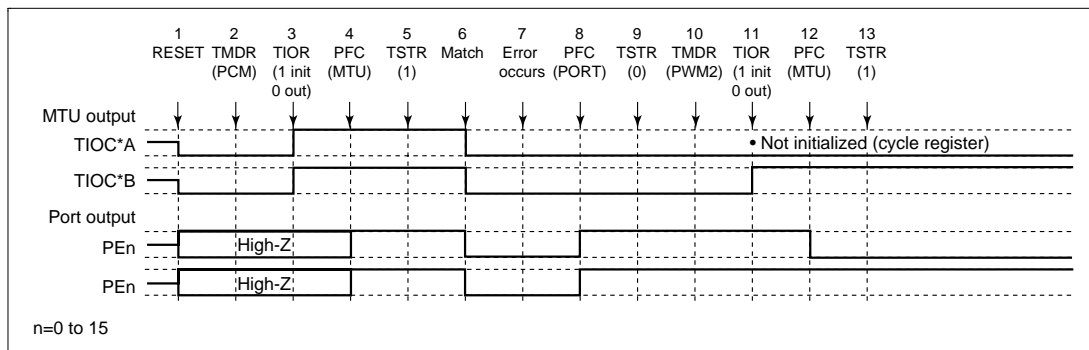 1 2 3 4 5 6 7 8 9 10 11 12 13
RESET TMDR TIOR PFC TSTR Match Error PFC TSTR TMDR TIOR PFC TSTR
(PCM) (1 init (MTU) (1) occurs (PORT) (0) (PWM2) (1 init (MTU) (1)
0 out) 0 out)
MTU output
TIOC*A • Not initialized (cycle register)
TIOC*B
Port output
PEn High-Z
PEn High-Z
n=0 to 15